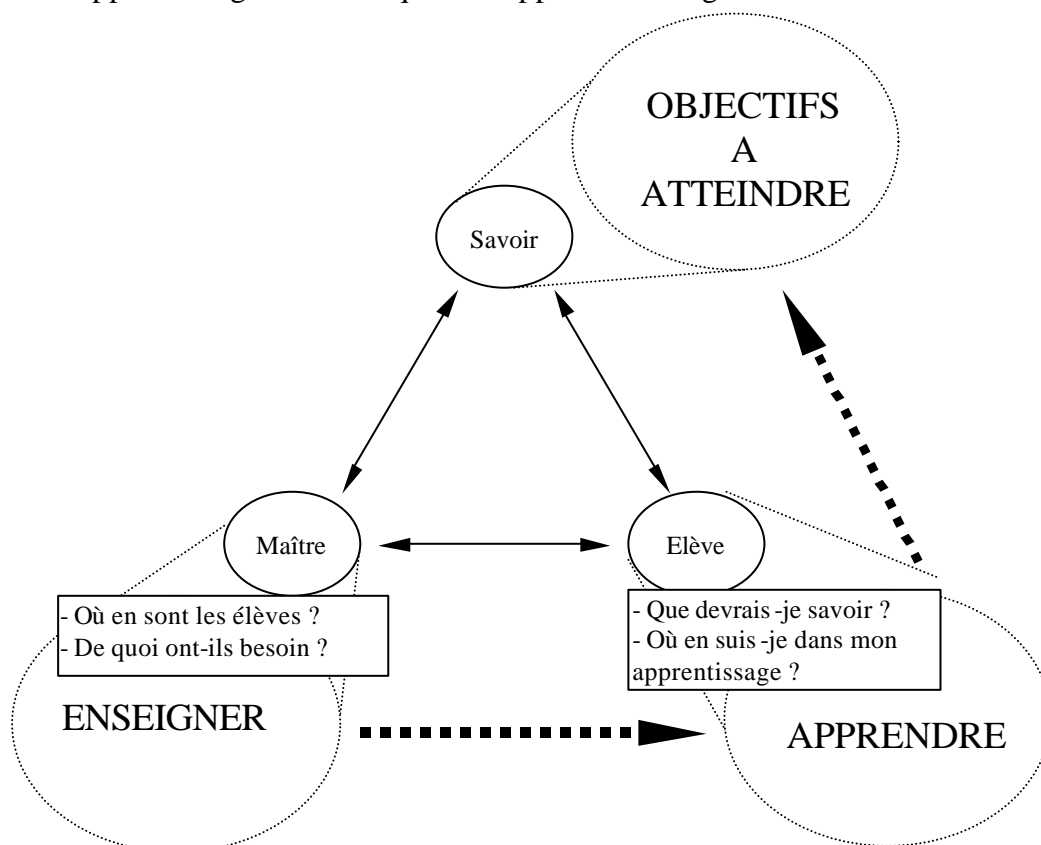 OBJECTIFS
A
ATTEINDRE
Savoir
Maître
Elève
- Où en sont les élèves ?
- De quoi ont-ils besoin ?
- Que devrais-je savoir ?
- Où en suis-je dans mon
apprentissage ?
ENSEIGNER
APPRENDRE